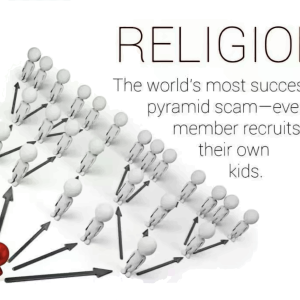 RELIGIO
The world's most succes
pyramid scam—eve
member recruits
their own
kids.